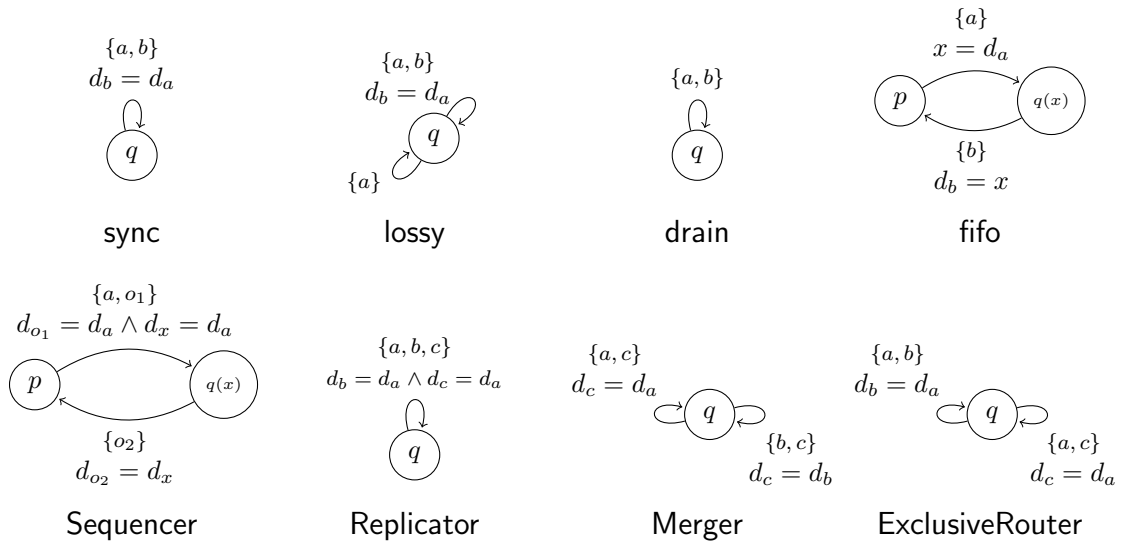 {a, b}
d_b = d_a
q
sync
{a, b}
d_b = d_a
q
{a}
lossy
{a, b}
q
drain
{a}
x = d_a
p
q(x)
{b}
d_b = x
fifo
{a, o_1}
d_{o_1} = d_a ∧ d_x = d_a
p
q(x)
{o_2}
d_{o_2} = d_x
Sequencer
{a, b, c}
d_b = d_a ∧ d_c = d_a
q
Replicator
{a, c}
d_c = d_a
q
{b, c}
d_c = d_b
Merger
{a, b}
d_b = d_a
q
{a, c}
d_c = d_a
ExclusiveRouter